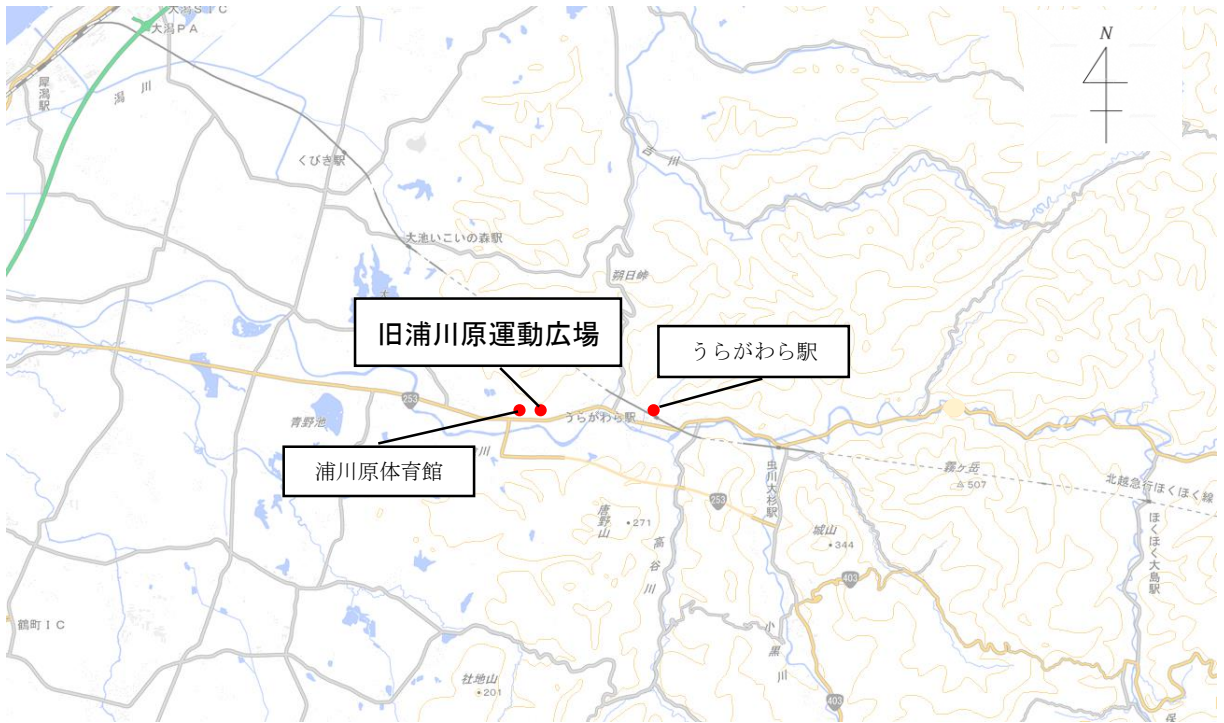 大潟SIC
大潟PA
犀潟駅
潟川
くびき駅
N
吉川
大池いこいの森駅
朝日峠
旧浦川原運動広場
うらがわら駅
253
うらがわら駅
青野池
川
浦川原体育館
霧ヶ岳
507
北越急行ほくほく線
虫川大杉駅
253
唐野山
271
高谷川
城山
344
ほくほく大島駅
403
鶴町IC
小黒川
社地山
201
403
保